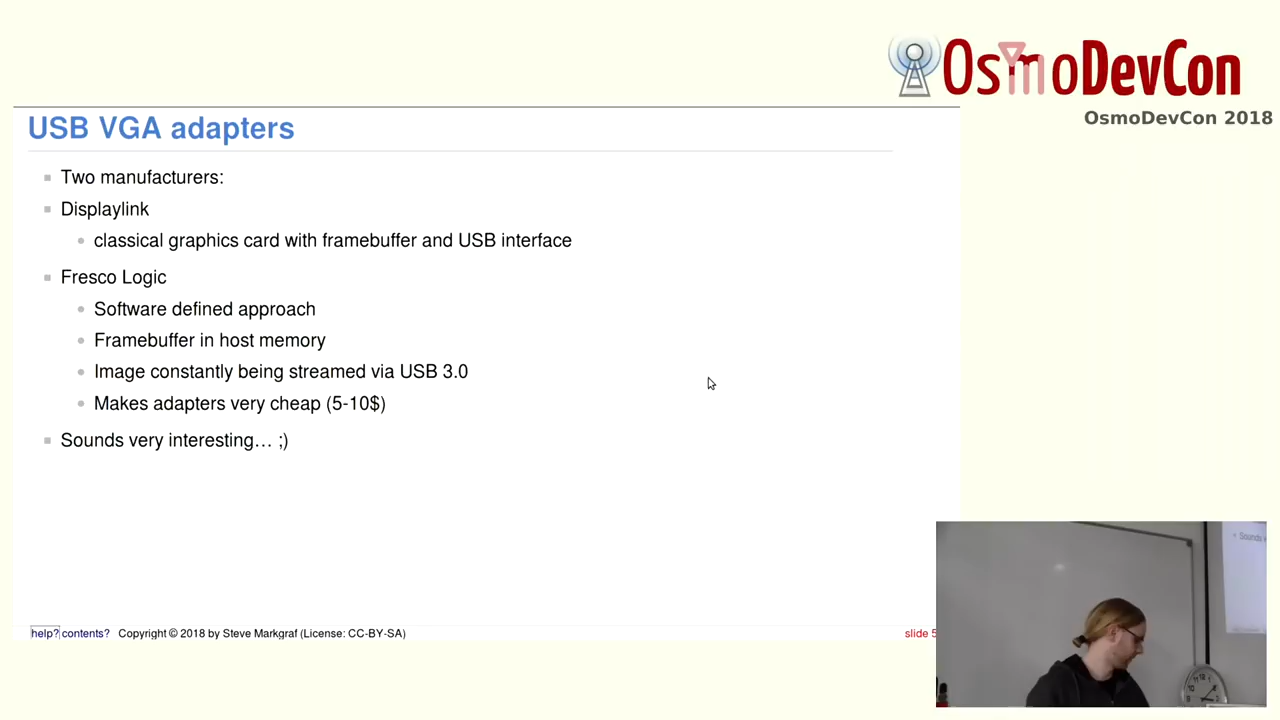 OsmoDevCon
OsmoDevCon 2018
USB VGA adapters
Two manufacturers:
Displaylink
classical graphics card with framebuffer and USB interface
Fresco Logic
Software defined approach
Framebuffer in host memory
Image constantly being streamed via USB 3.0
Makes adapters very cheap (5-10$)
Sounds very interesting… ;)
help? contents? Copyright © 2018 by Steve Markgraf (License: CC-BY-SA)
slide 5
Sounds